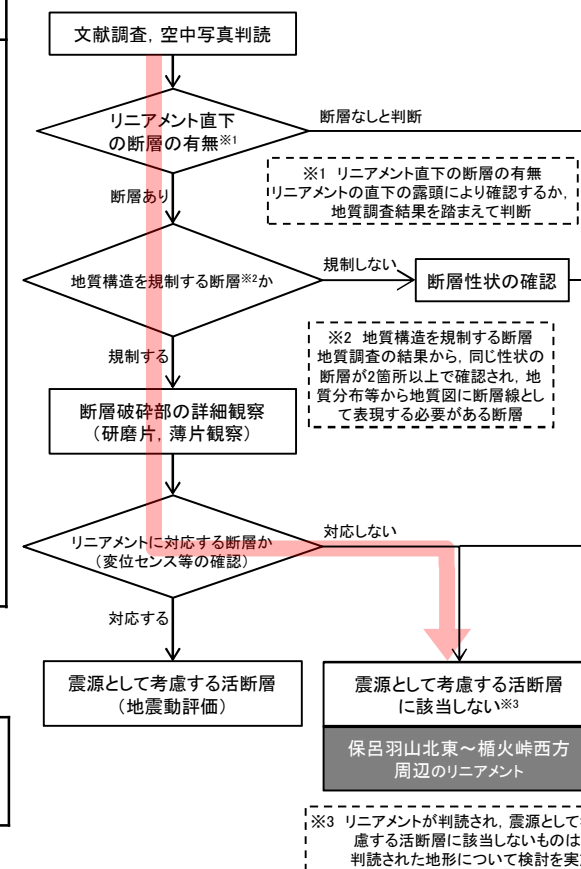 文献調査，空中写真判読
リニアメント直下
の断層の有無※1
断層なしと判断
※1 リニアメント直下の断層の有無
リニアメントの直下の露頭により確認するか，
地質調査結果を踏まえて判断
断層あり
地質構造を規制する断層※2か
規制しない
断層性状の確認
※2 地質構造を規制する断層
地質調査の結果から，同じ性状の
断層が2箇所以上で確認され，地
質分布等から地質図に断層線とし
て表現する必要がある断層
規制する
断層破砕部の詳細観察
（研磨片，薄片観察）
リニアメントに対応する断層か
（変位センス等の確認）
対応しない
対応する
震源として考慮する活断層
（地震動評価）
震源として考慮する活断層
に該当しない※3
保呂羽山北東～楯火峠西方
周辺のリニアメント
※3 リニアメントが判読され，震源として
慮する活断層に該当しないものは
判読された地形について検討を実